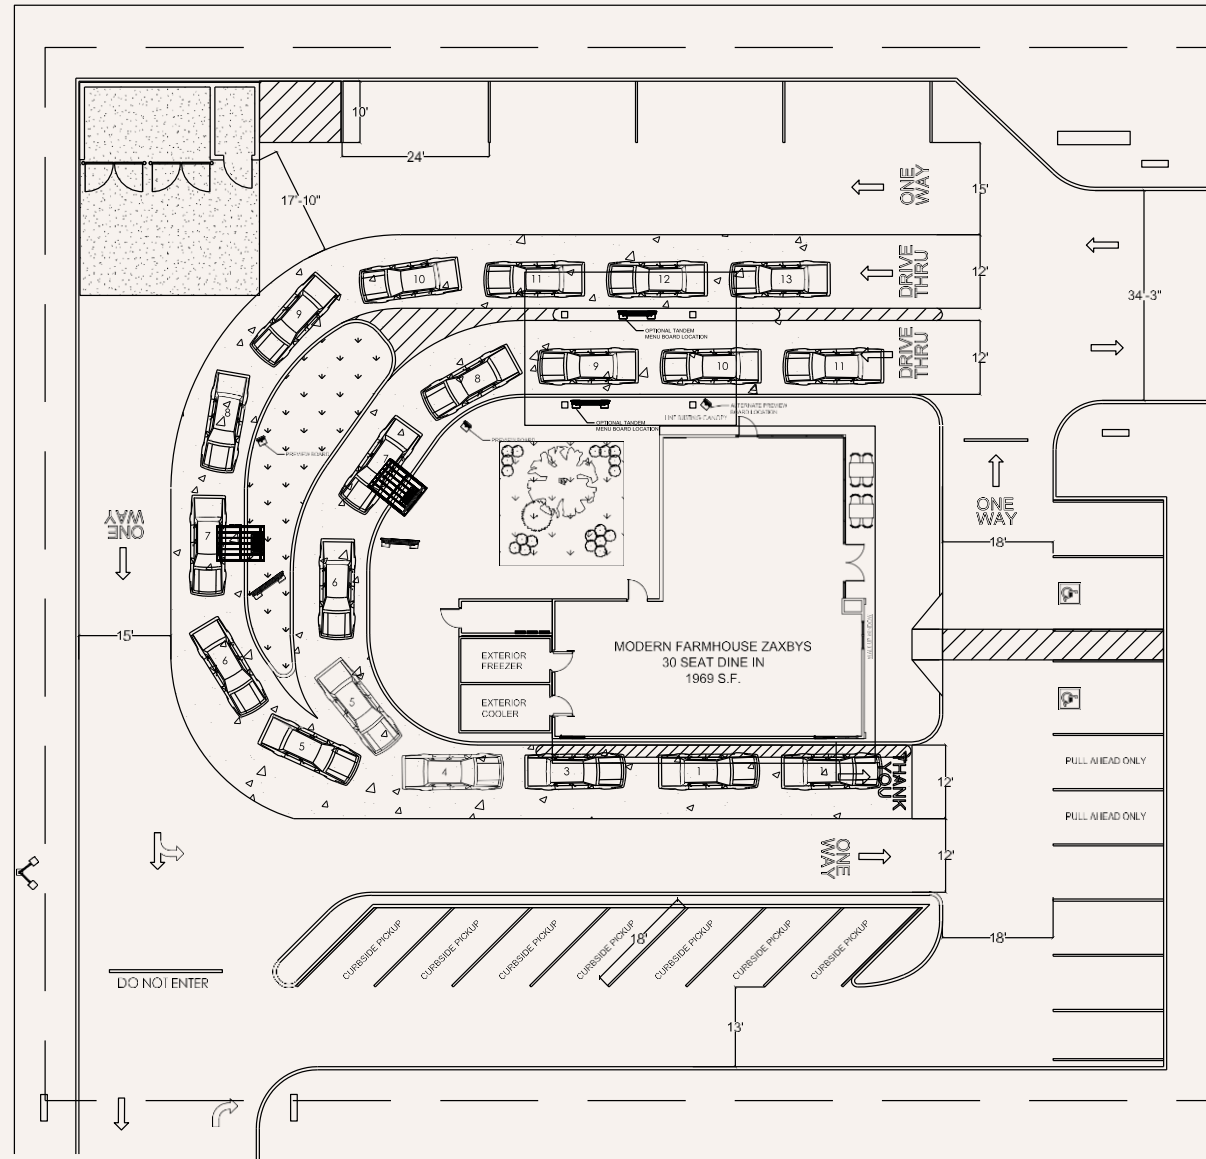 10'
24'
17'-10"
ONE
WAY
15'
DRIVE
THRU
12'
34'-3"
10
11
12
13
9
OPTIONAL TANDEM
MENU BOARD LOCATION
DRIVE
THRU
12'
8
9
10
11
8
ALTERNATE PREVIEW
BOARD LOCATION
OPTIONAL TANDEM
MENU BOARD LOCATION
CANOPY
PREVIEW BOARD
PREVIEW BOARD
7
7
ONE
WAY
ONE
WAY
18'
6
15'
6
MODERN FARMHOUSE ZAXBYS
30 SEAT DINE IN
1969 S.F.
EXTERIOR
FREEZER
EXTERIOR
COOLER
5
5
4
3
1
THANK
YOU
12'
PULL AHEAD ONLY
PULL AHEAD ONLY
ONE
WAY
12'
CURBSIDE PICKUP
CURBSIDE PICKUP
CURBSIDE PICKUP
CURBSIDE PICKUP
CURBSIDE PICKUP
CURBSIDE PICKUP
CURBSIDE PICKUP
18'
18'
DO NOT ENTER
13'